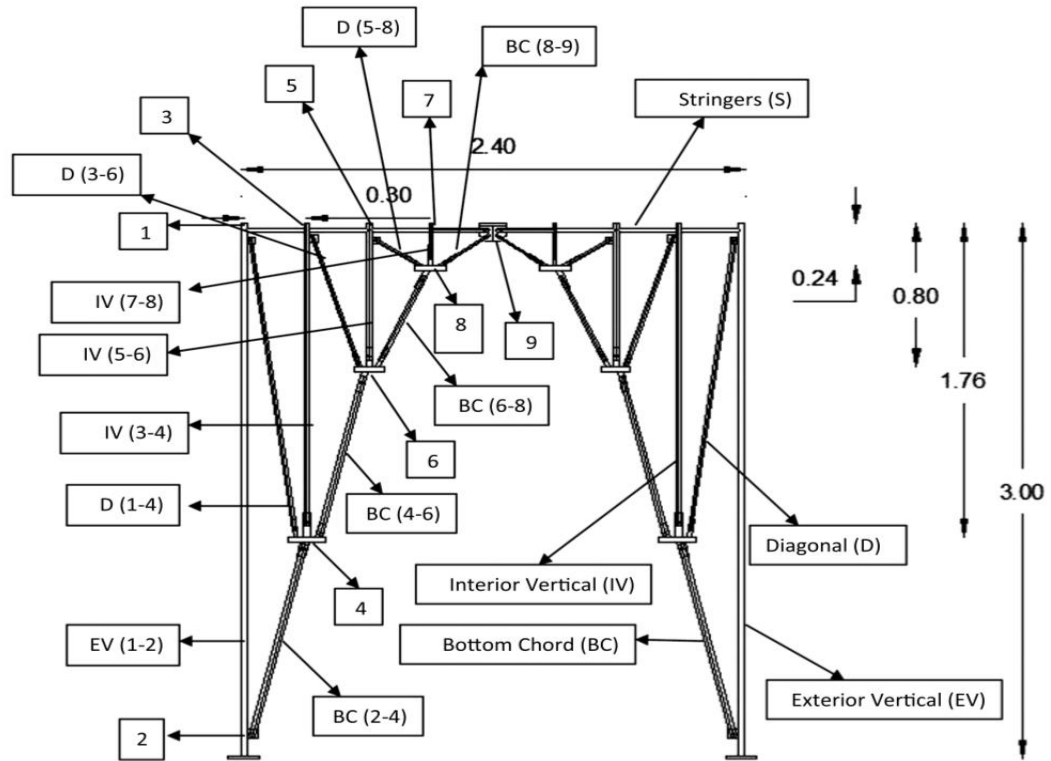 D (5-8)
BC (8-9)
5
7
Stringers (S)
3
2.40
D (3-6)
0.30
1
0.24
IV (7-8)
0.80
8
9
IV (5-6)
1.76
BC (6-8)
IV (3-4)
6
3.00
D (1-4)
BC (4-6)
Diagonal (D)
Interior Vertical (IV)
4
EV (1-2)
Bottom Chord (BC)
BC (2-4)
Exterior Vertical (EV)
2